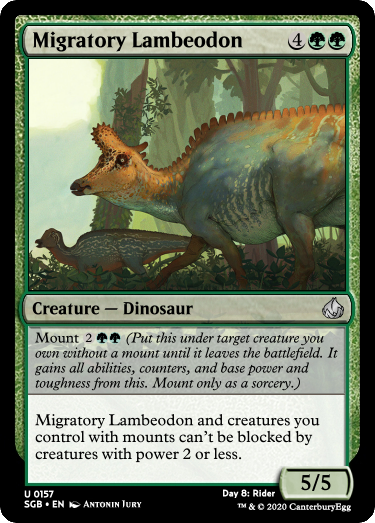 Migratory Lambeodon 4
Creature — Dinosaur
Mount 2 (Put this under target creature you
own without a mount until it leaves the battlefield. It
gains all abilities, counters, and base power and
toughness from this. Mount only as a sorcery.)
Migratory Lambeodon and creatures you
control with mounts can't be blocked by
creatures with power 2 or less.
5/5
U 0157
SGB • EN Antonin Jury
Day 8: Rider
™ & © 2020 CanterburyEgg